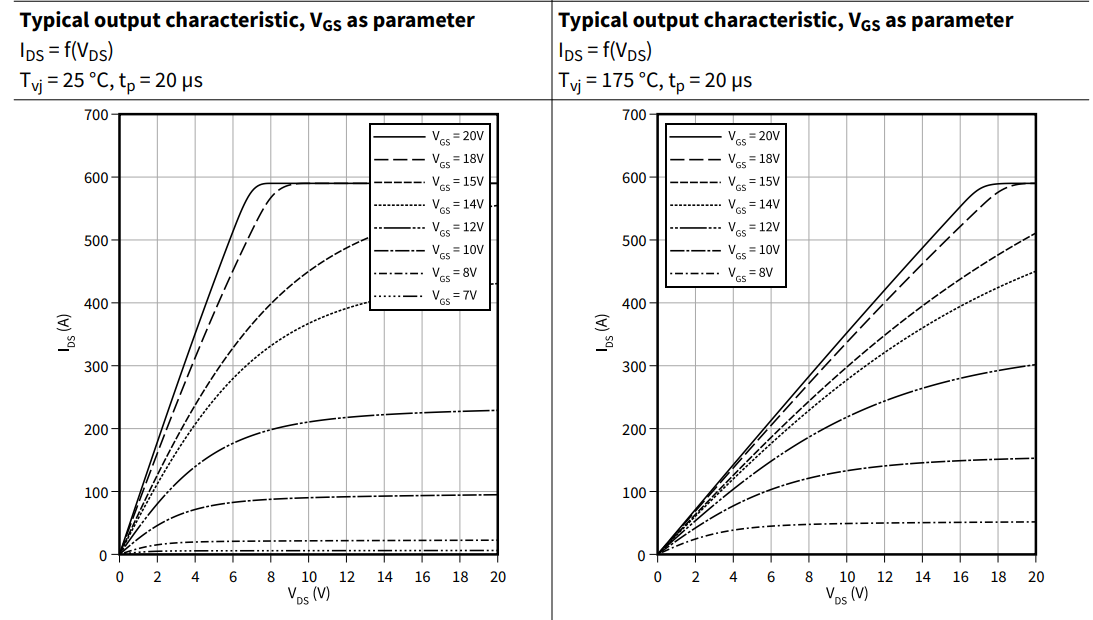 Typical output characteristic, VGS as parameter
IDS = f(VDS)
Tvj = 25 °C, tp = 20 µs
700
600
500
400
300
200
100
0
IDS (A)
VGS = 20V
VGS = 18V
VGS = 15V
VGS = 14V
VGS = 12V
VGS = 10V
VGS = 8V
VGS = 7V
0 2 4 6 8 10 12 14 16 18 20
VDS (V)
Typical output characteristic, VGS as parameter
IDS = f(VDS)
Tvj = 175 °C, tp = 20 µs
700
600
500
400
300
200
100
0
IDS (A)
VGS = 20V
VGS = 18V
VGS = 15V
VGS = 14V
VGS = 12V
VGS = 10V
VGS = 8V
0 2 4 6 8 10 12 14 16 18 20
VDS (V)